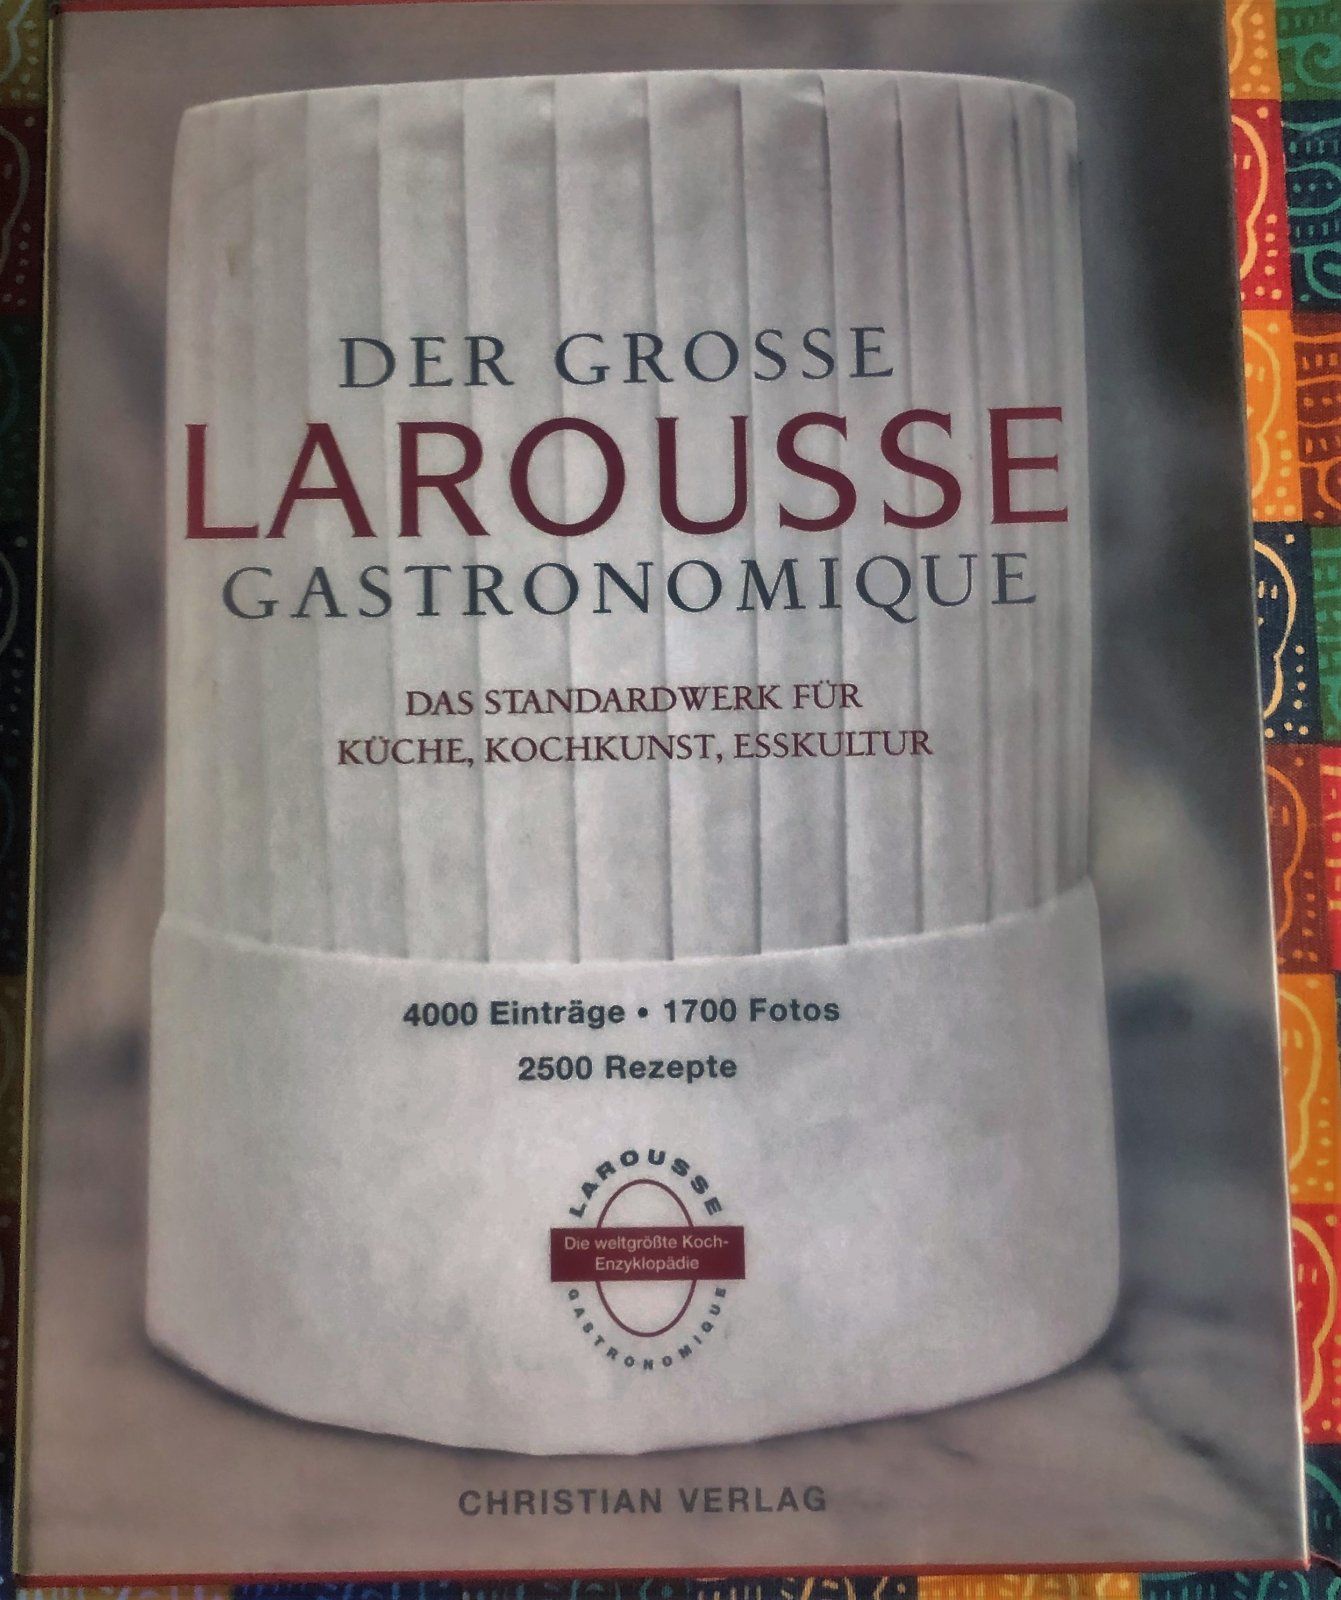 DER GROSSE
LAROUSSE
GASTRONOMIQUE
DAS STANDARDWERK FÜR
KÜCHE, KOCHKUNST, ESSKULTUR
4000 Einträge • 1700 Fotos
2500 Rezepte
LAROUSSE
Die weltgrößte Koch-
Enzyklopädie
GASTRONOMIQUE
CHRISTIAN VERLAG